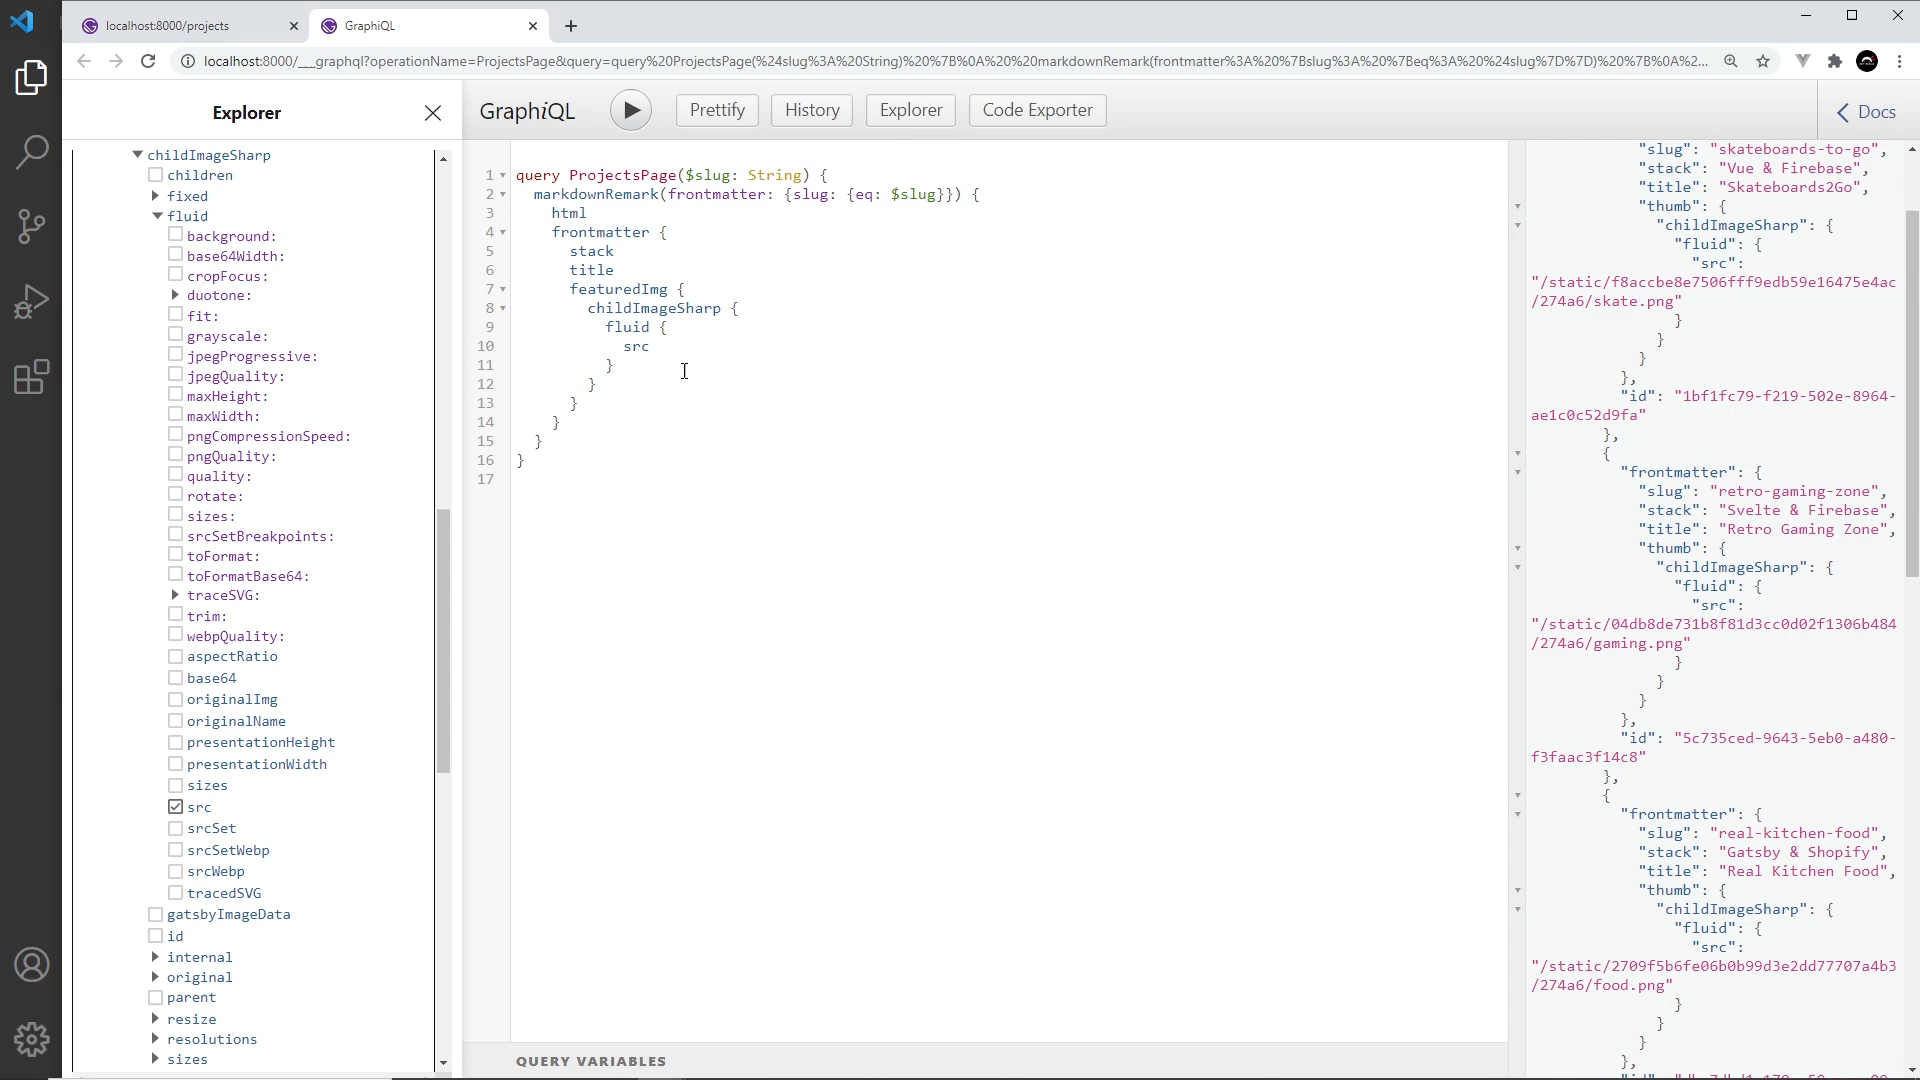 localhost:8000/projects
GraphiQL
localhost:8000/___graphql?operationName=ProjectsPage&query=query%20ProjectsPage(%24slug%3A%20String)%20%7B%0A%20%20markdownRemark(frontmatter%3A%20%7Bslug%3A%20%7Beq%3A%20%24slug%7D%7D)%20%7B%0A%2...
Explorer
GraphiQL
Prettify
History
Explorer
Code Exporter
Docs
childImageSharp
children
fixed
fluid
background:
base64Width:
cropFocus:
duotone:
fit:
grayscale:
jpegProgressive:
jpegQuality:
maxHeight:
maxWidth:
pngCompressionSpeed:
pngQuality:
quality:
rotate:
sizes:
srcSetBreakpoints:
toFormat:
toFormatBase64:
traceSVG:
trim:
webpQuality:
aspectRatio
base64
originalImg
originalName
presentationHeight
presentationWidth
sizes
src
srcSet
srcSetWebp
srcWebp
tracedSVG
gatsbyImageData
id
internal
original
parent
resize
resolutions
sizes
1 query ProjectsPage($slug: String) {
2 markdownRemark(frontmatter: {slug: {eq: $slug}}) {
3 html
4 frontmatter {
5 stack
6 title
7 featuredImg {
8 childImageSharp {
9 fluid {
10 src
11 }
12 }
13 }
14 }
15 }
16 }
17
QUERY VARIABLES
"slug": "skateboards-to-go",
"stack": "Vue & Firebase",
"title": "Skateboards2Go",
"thumb": {
"childImageSharp": {
"fluid": {
"src":
"/static/f8accbe8e7506fff9edb59e16475e4ac
/274a6/skate.png"
}
}
}
},
"id": "1bf1fc79-f219-502e-8964-
ae1c0c52d9fa"
},
{
"frontmatter": {
"slug": "retro-gaming-zone",
"stack": "Svelte & Firebase",
"title": "Retro Gaming Zone",
"thumb": {
"childImageSharp": {
"fluid": {
"src":
"/static/04db8de731b8f81d3cc0d02f1306b484
/274a6/gaming.png"
}
}
}
},
"id": "5c735ced-9643-5eb0-a480-
f3faac3f14c8"
},
{
"frontmatter": {
"slug": "real-kitchen-food",
"stack": "Gatsby & Shopify",
"title": "Real Kitchen Food",
"thumb": {
"childImageSharp": {
"fluid": {
"src":
"/static/2709f5b6fe06b0b99d3e2dd77707a4b3
/274a6/food.png"
}
}
}
},